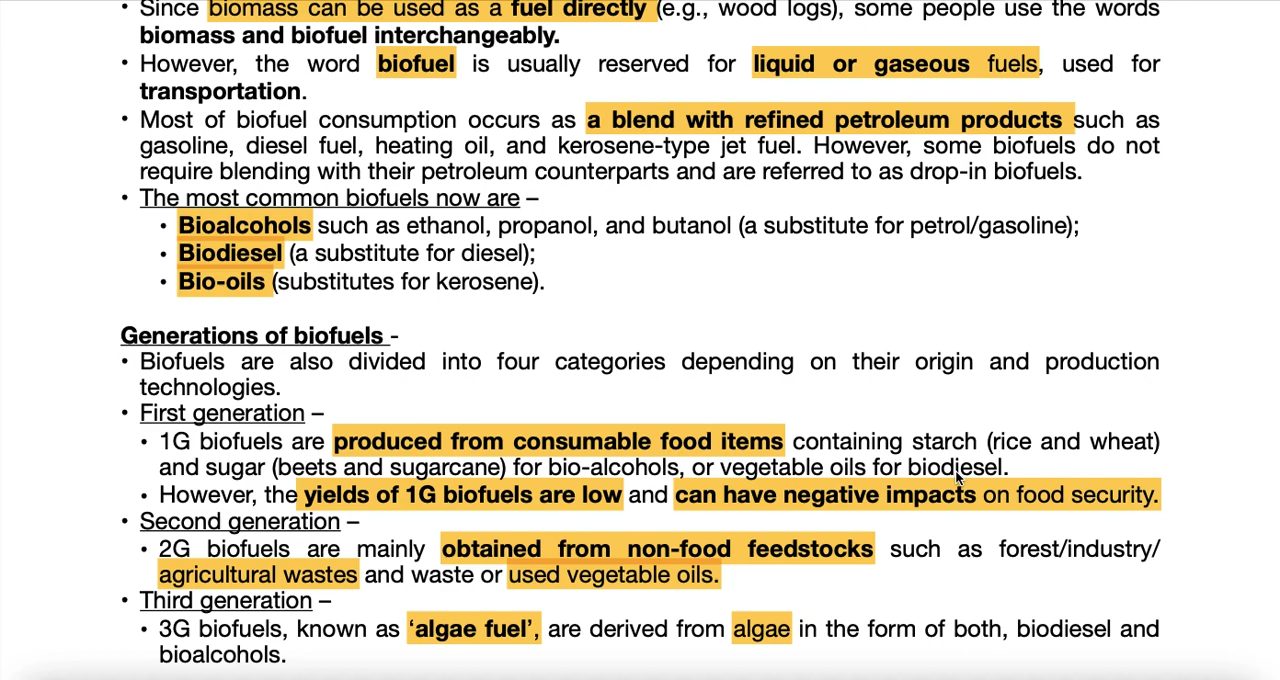 • Since biomass can be used as a fuel directly (e.g., wood logs), some people use the words
biomass and biofuel interchangeably.
• However, the word biofuel is usually reserved for liquid or gaseous fuels, used for
transportation.
• Most of biofuel consumption occurs as a blend with refined petroleum products such as
gasoline, diesel fuel, heating oil, and kerosene-type jet fuel. However, some biofuels do not
require blending with their petroleum counterparts and are referred to as drop-in biofuels.
• The most common biofuels now are –
• Bioalcohols such as ethanol, propanol, and butanol (a substitute for petrol/gasoline);
• Biodiesel (a substitute for diesel);
• Bio-oils (substitutes for kerosene).
Generations of biofuels -
• Biofuels are also divided into four categories depending on their origin and production
technologies.
• First generation –
• 1G biofuels are produced from consumable food items containing starch (rice and wheat)
and sugar (beets and sugarcane) for bio-alcohols, or vegetable oils for biodiesel.
• However, the yields of 1G biofuels are low and can have negative impacts on food security.
• Second generation –
• 2G biofuels are mainly obtained from non-food feedstocks such as forest/industry/
agricultural wastes and waste or used vegetable oils.
• Third generation –
• 3G biofuels, known as ‘algae fuel’, are derived from algae in the form of both, biodiesel and
bioalcohols.